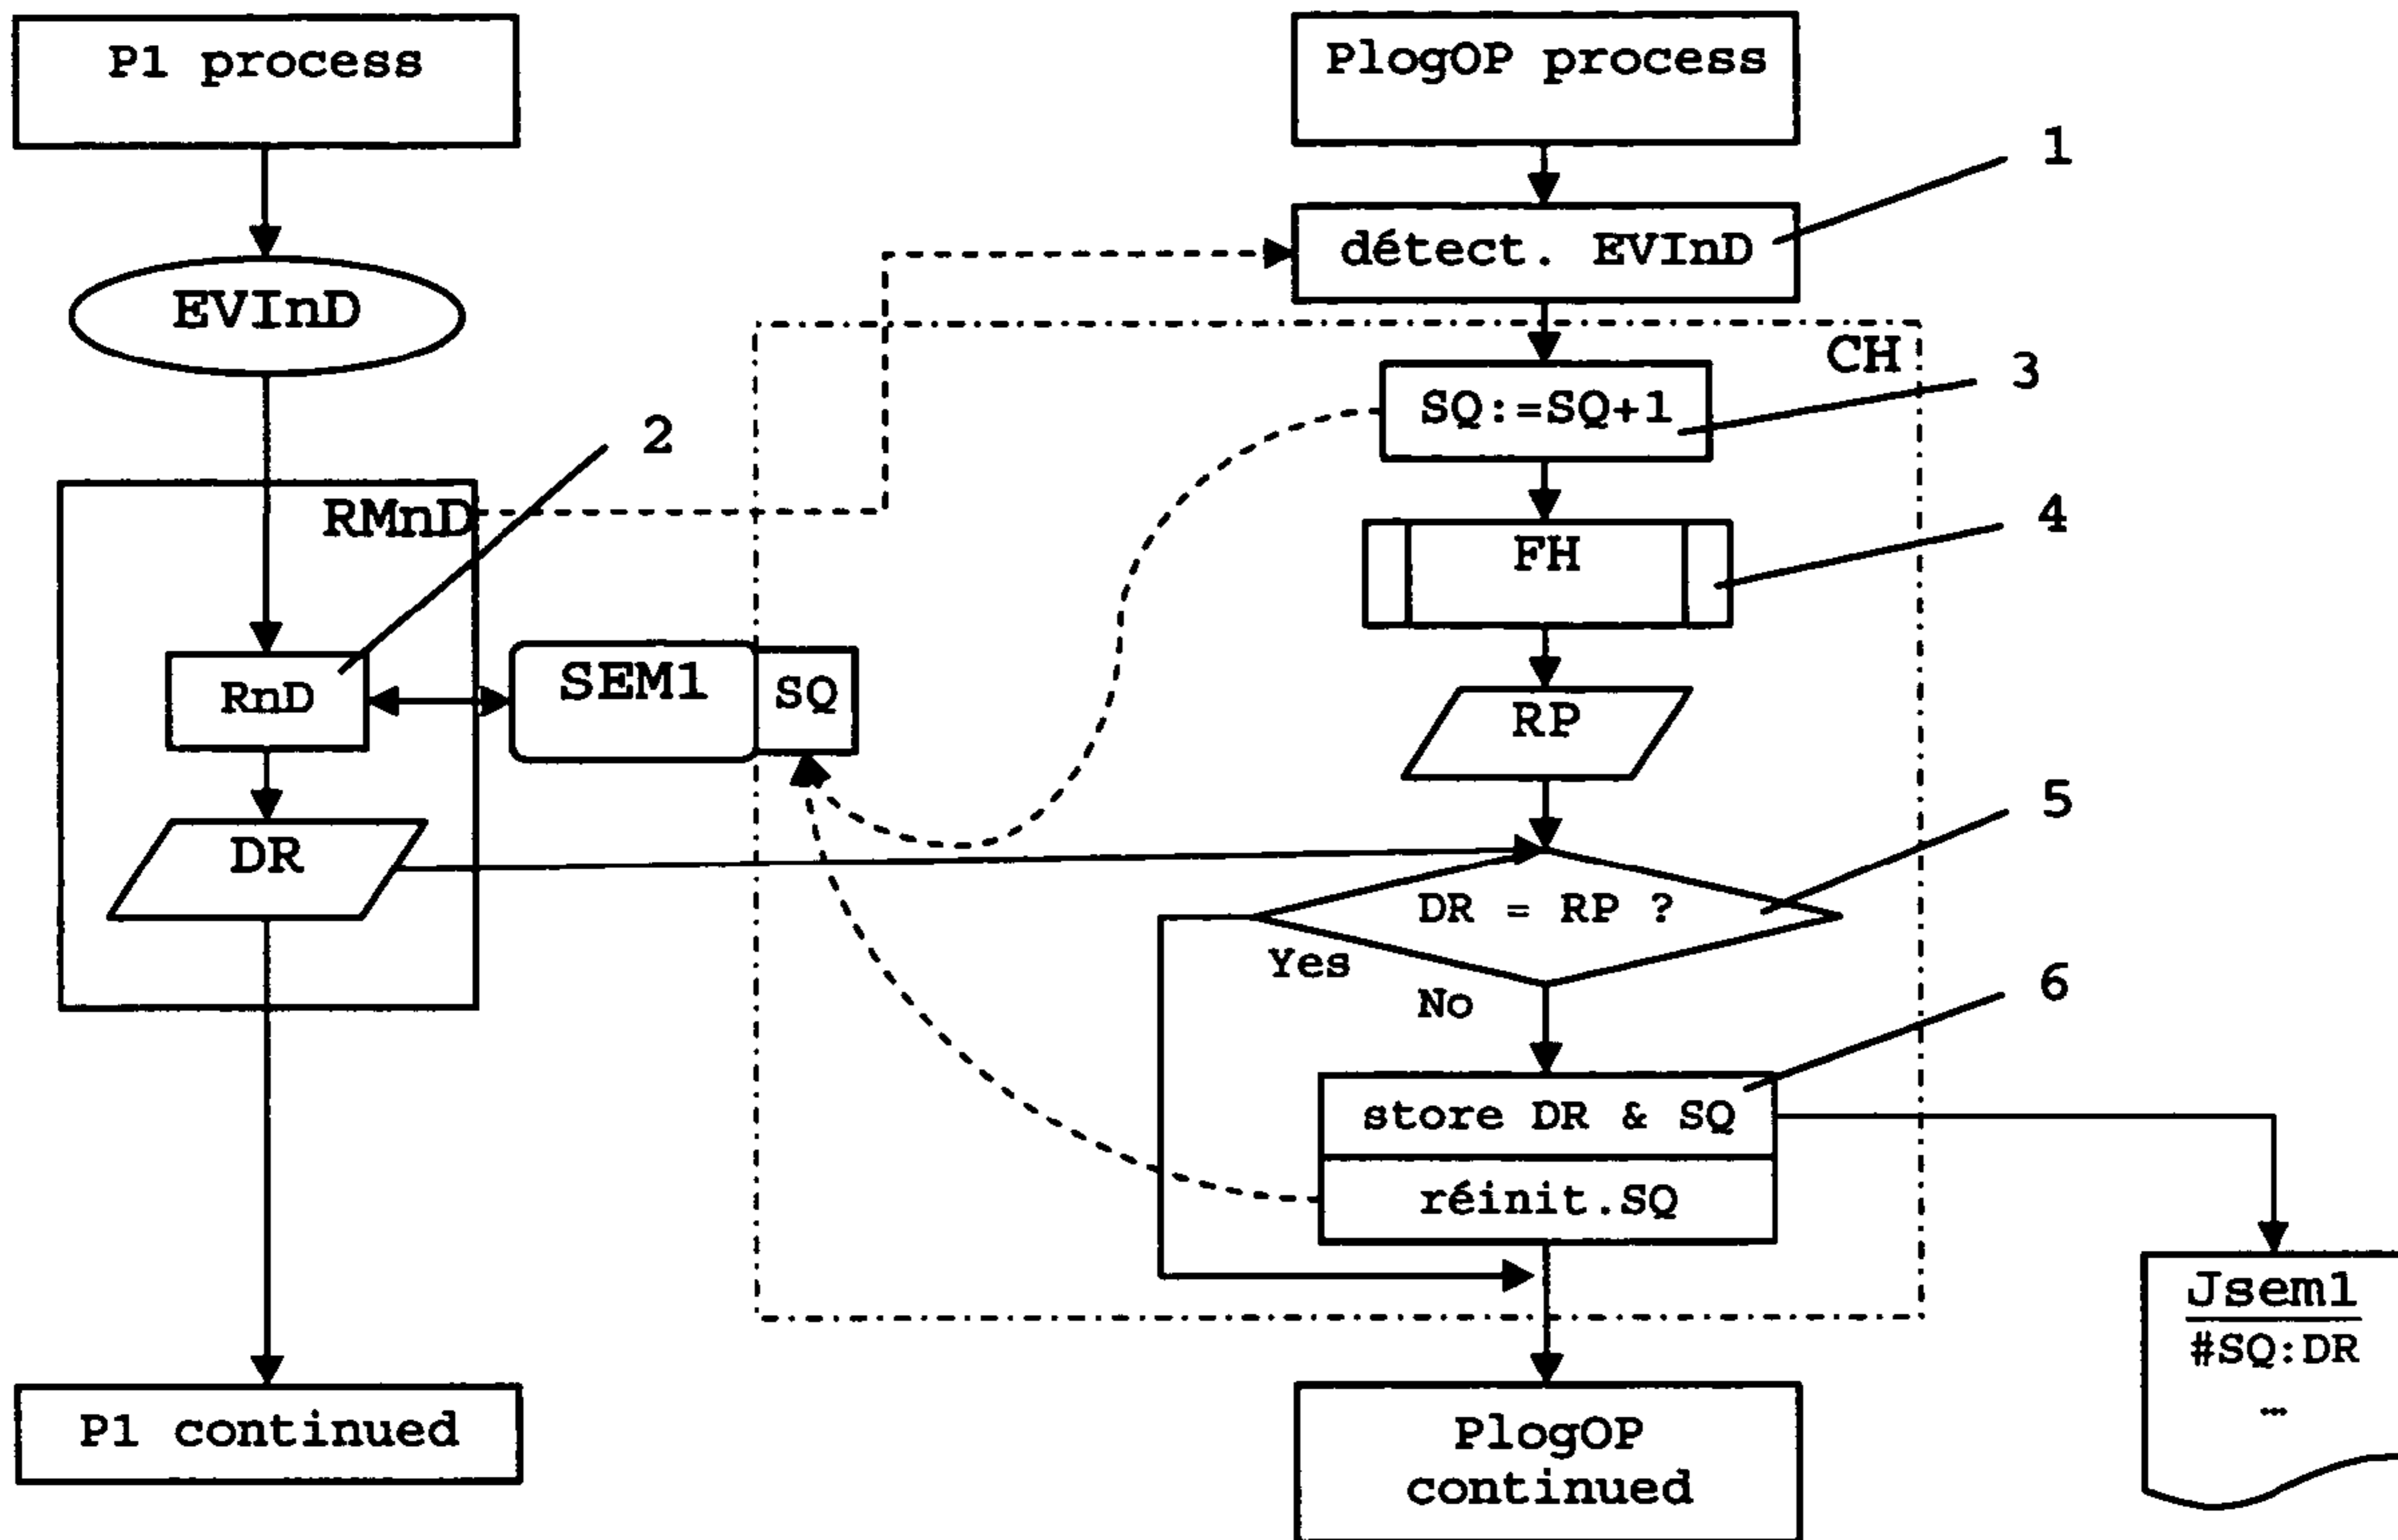 P1 process
PlogOP process
1
détect. EVInD
EVInD
CH
3
SQ:=SQ+1
2
RMnD
4
FH
RnD
SEM1
SQ
RP
5
DR
DR = RP ?
Yes
No
6
store DR & SQ
réinit.SQ
Jsem1
#SQ:DR
…
P1 continued
PlogOP
continued